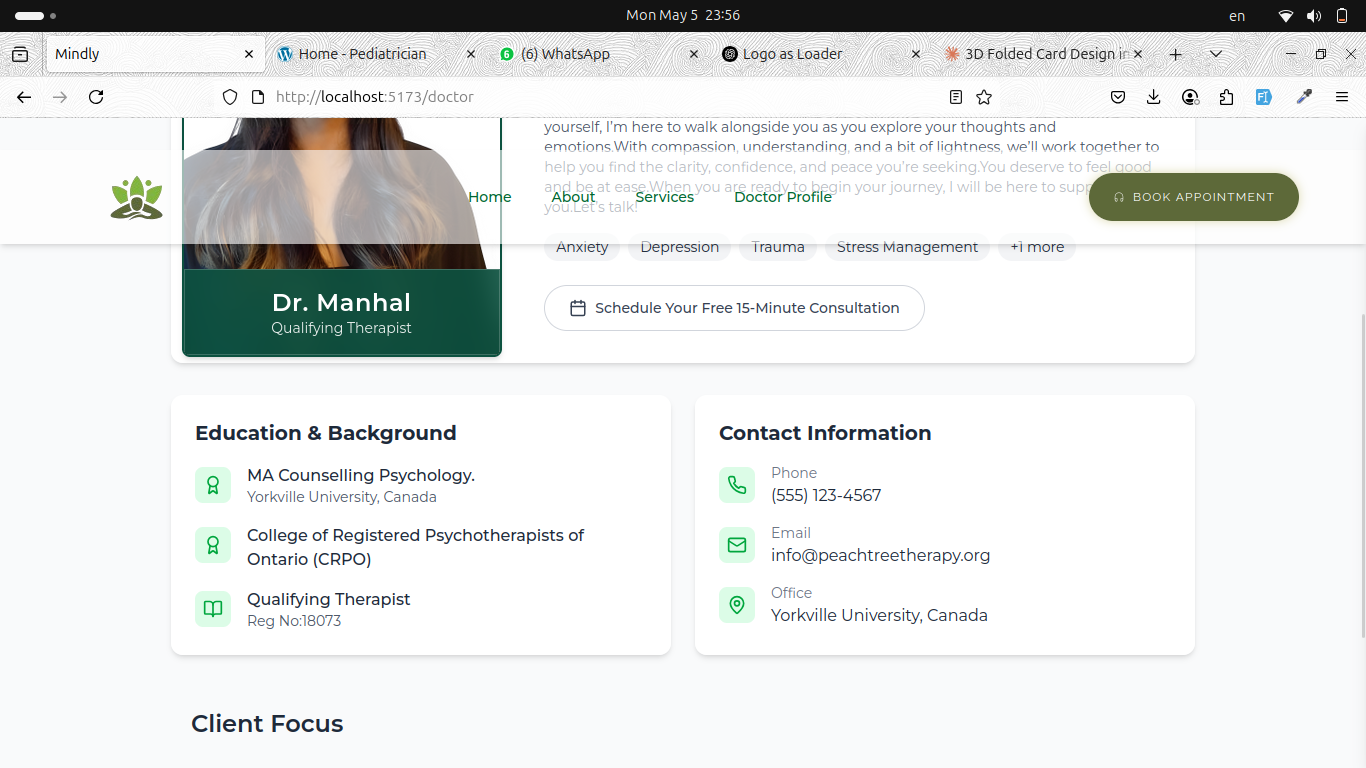 Mon May 5 23:56
en
Mindly
Home - Pediatrician
(6) WhatsApp
Logo as Loader
3D Folded Card Design in
http://localhost:5173/doctor
yourself, I'm here to walk alongside you as you explore your thoughts and
emotions.With compassion, understanding, and a bit of lightness, we'll work together to
help you find the clarity, confidence, and peace you're seeking.You deserve to feel good
and be at ease.When you are ready to begin your journey, I will be here to supp
you.Let's talk!
Home
About
Services
Doctor Profile
BOOK APPOINTMENT
Anxiety
Depression
Trauma
Stress Management
+1 more
Dr. Manhal
Qualifying Therapist
Schedule Your Free 15-Minute Consultation
Education & Background
MA Counselling Psychology.
Yorkville University, Canada
College of Registered Psychotherapists of
Ontario (CRPO)
Qualifying Therapist
Reg No:18073
Contact Information
Phone
(555) 123-4567
Email
info@peachtreetherapy.org
Office
Yorkville University, Canada
Client Focus